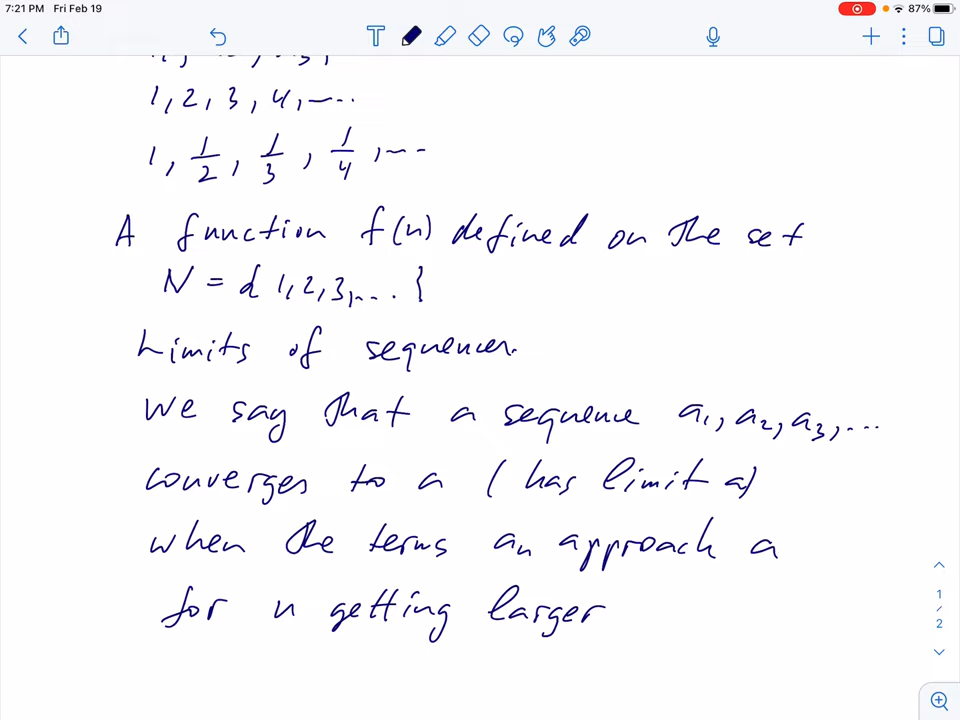 7:21 PM Fri Feb 19
87%
1, 2, 3, 4, ...
1, 1/2, 1/3, 1/4, ...
A function f(n) defined on the set
N = { 1, 2, 3, ... }
Limits of sequences.
We say that a sequence a₁, a₂, a₃, ...
converges to a ( has limit a)
when the terms aₙ approach a
for n getting larger
1
/
2